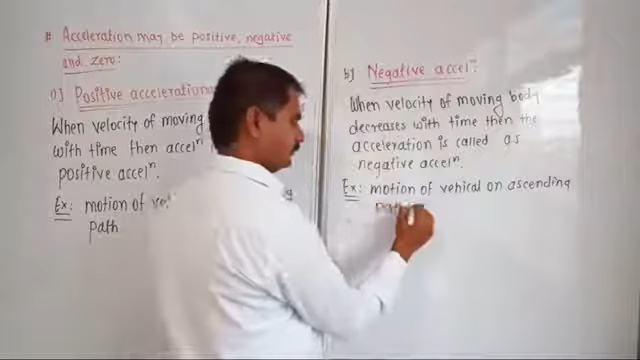 # Acceleration may be positive, negative
and zero:
a] Positive acceleration
When velocity of moving
with time then accelⁿ
positive accelⁿ.
Ex: motion of
path
b] Negative accelⁿ:
When velocity of moving body
decreases with time then the
acceleration is called as
negative accelⁿ.
Ex: motion of vehical on ascending